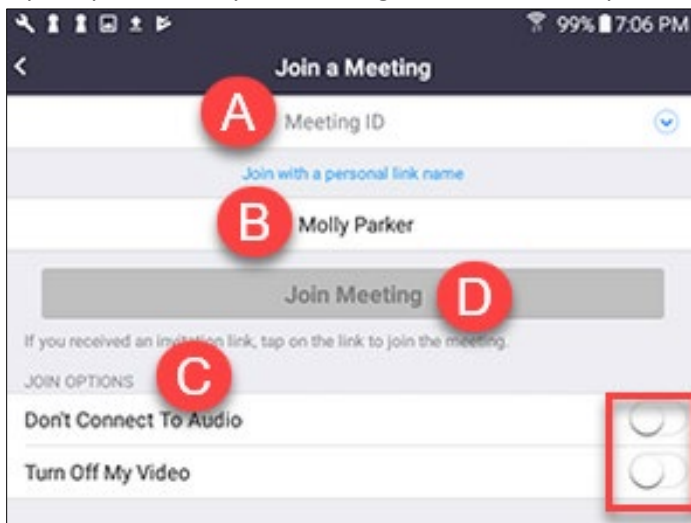 99% 7:06 PM
Join a Meeting
A Meeting ID
Join with a personal link name
B Molly Parker
Join Meeting D
If you received an invitation link, tap on the link to join the meeting.
C
JOIN OPTIONS
Don't Connect To Audio
Turn Off My Video